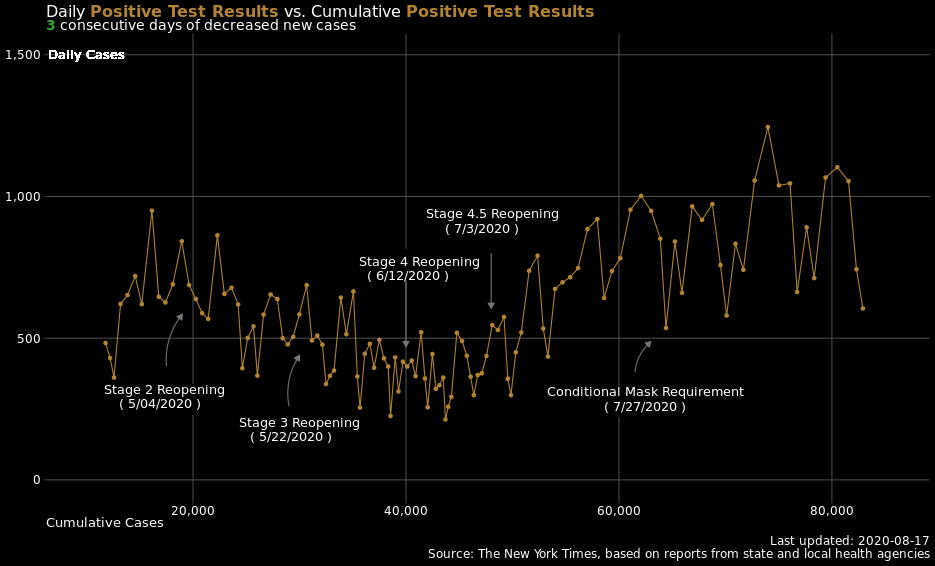 Daily Positive Test Results vs. Cumulative Positive Test Results
3 consecutive days of decreased new cases
1,500
Daily Cases
1,000
Stage 4.5 Reopening
( 7/3/2020 )
Stage 4 Reopening
( 6/12/2020 )
500
Stage 2 Reopening
( 5/04/2020 )
Conditional Mask Requirement
( 7/27/2020 )
Stage 3 Reopening
( 5/22/2020 )
0
20,000
40,000
60,000
80,000
Cumulative Cases
Last updated: 2020-08-17
Source: The New York Times, based on reports from state and local health agencies